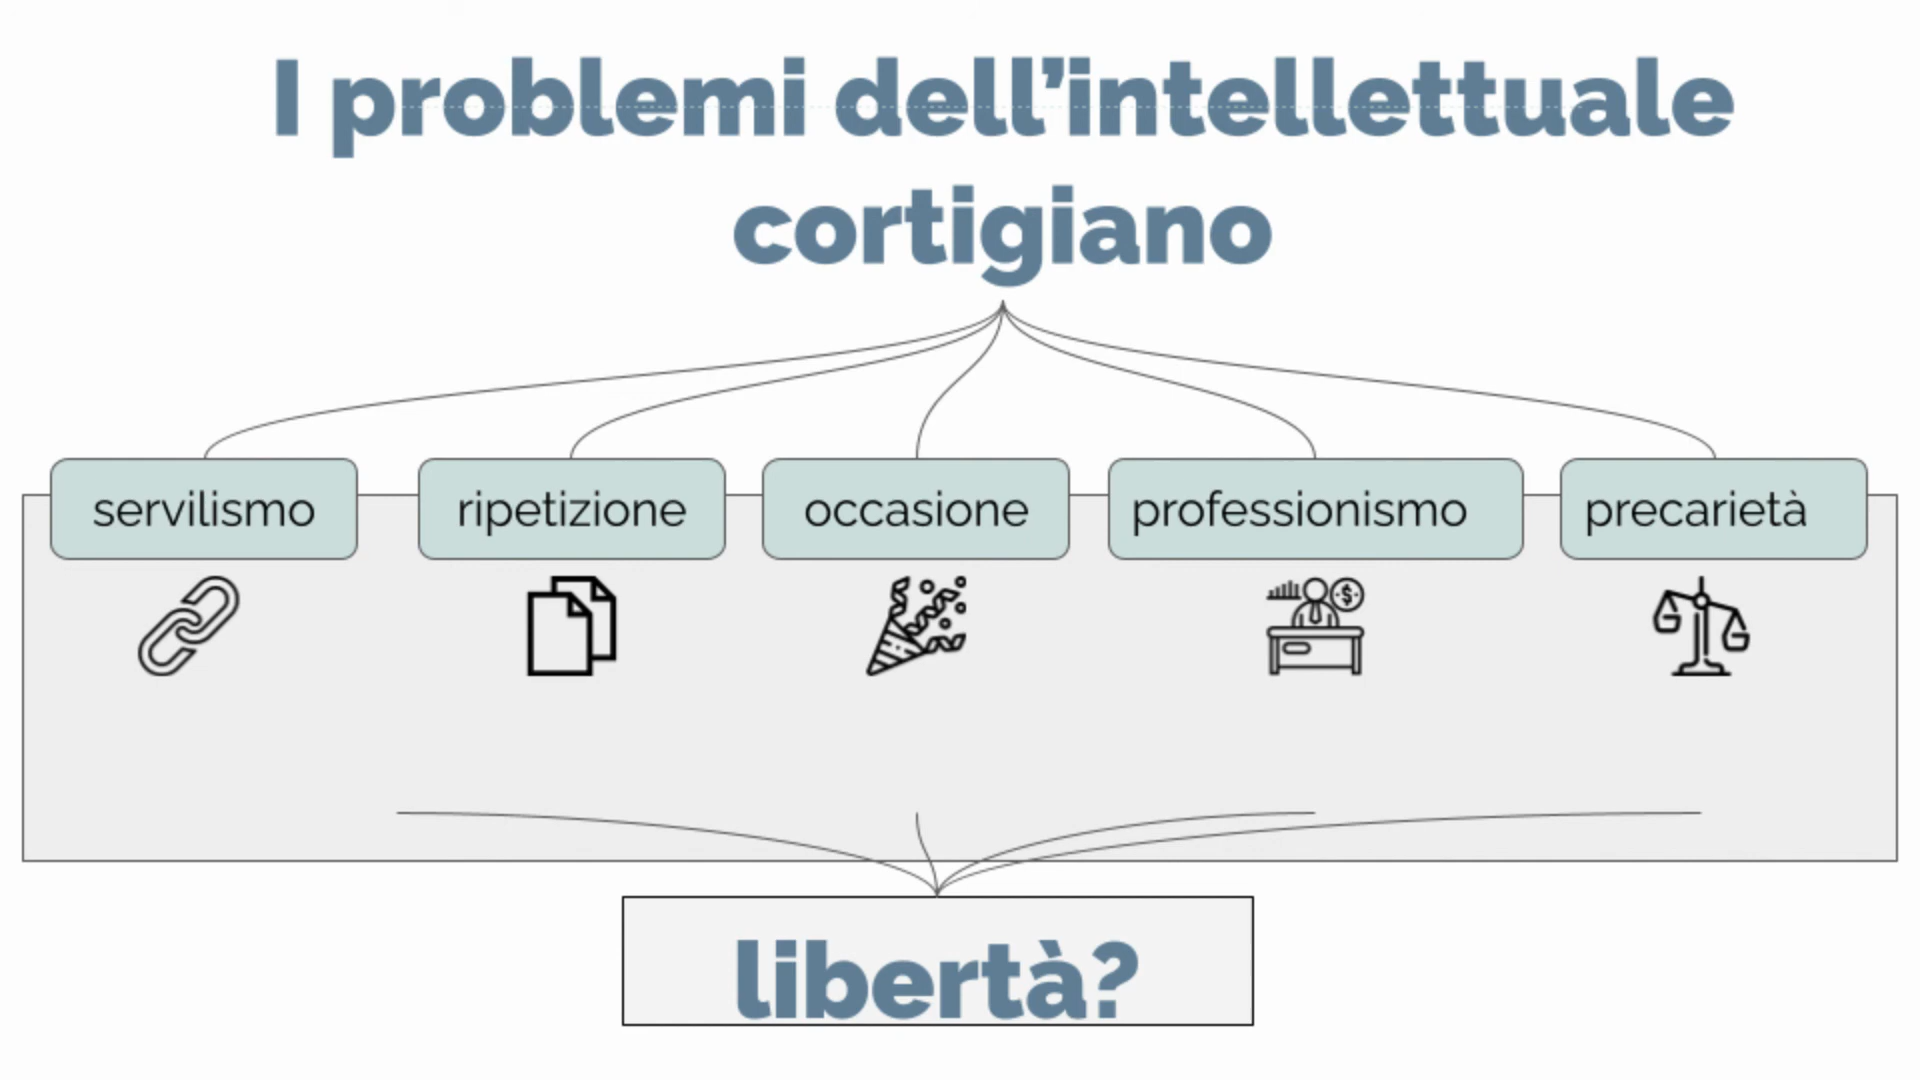 I problemi dell’intellettuale
cortigiano
servilismo
ripetizione
occasione
professionismo
precarietà
$
libertà?